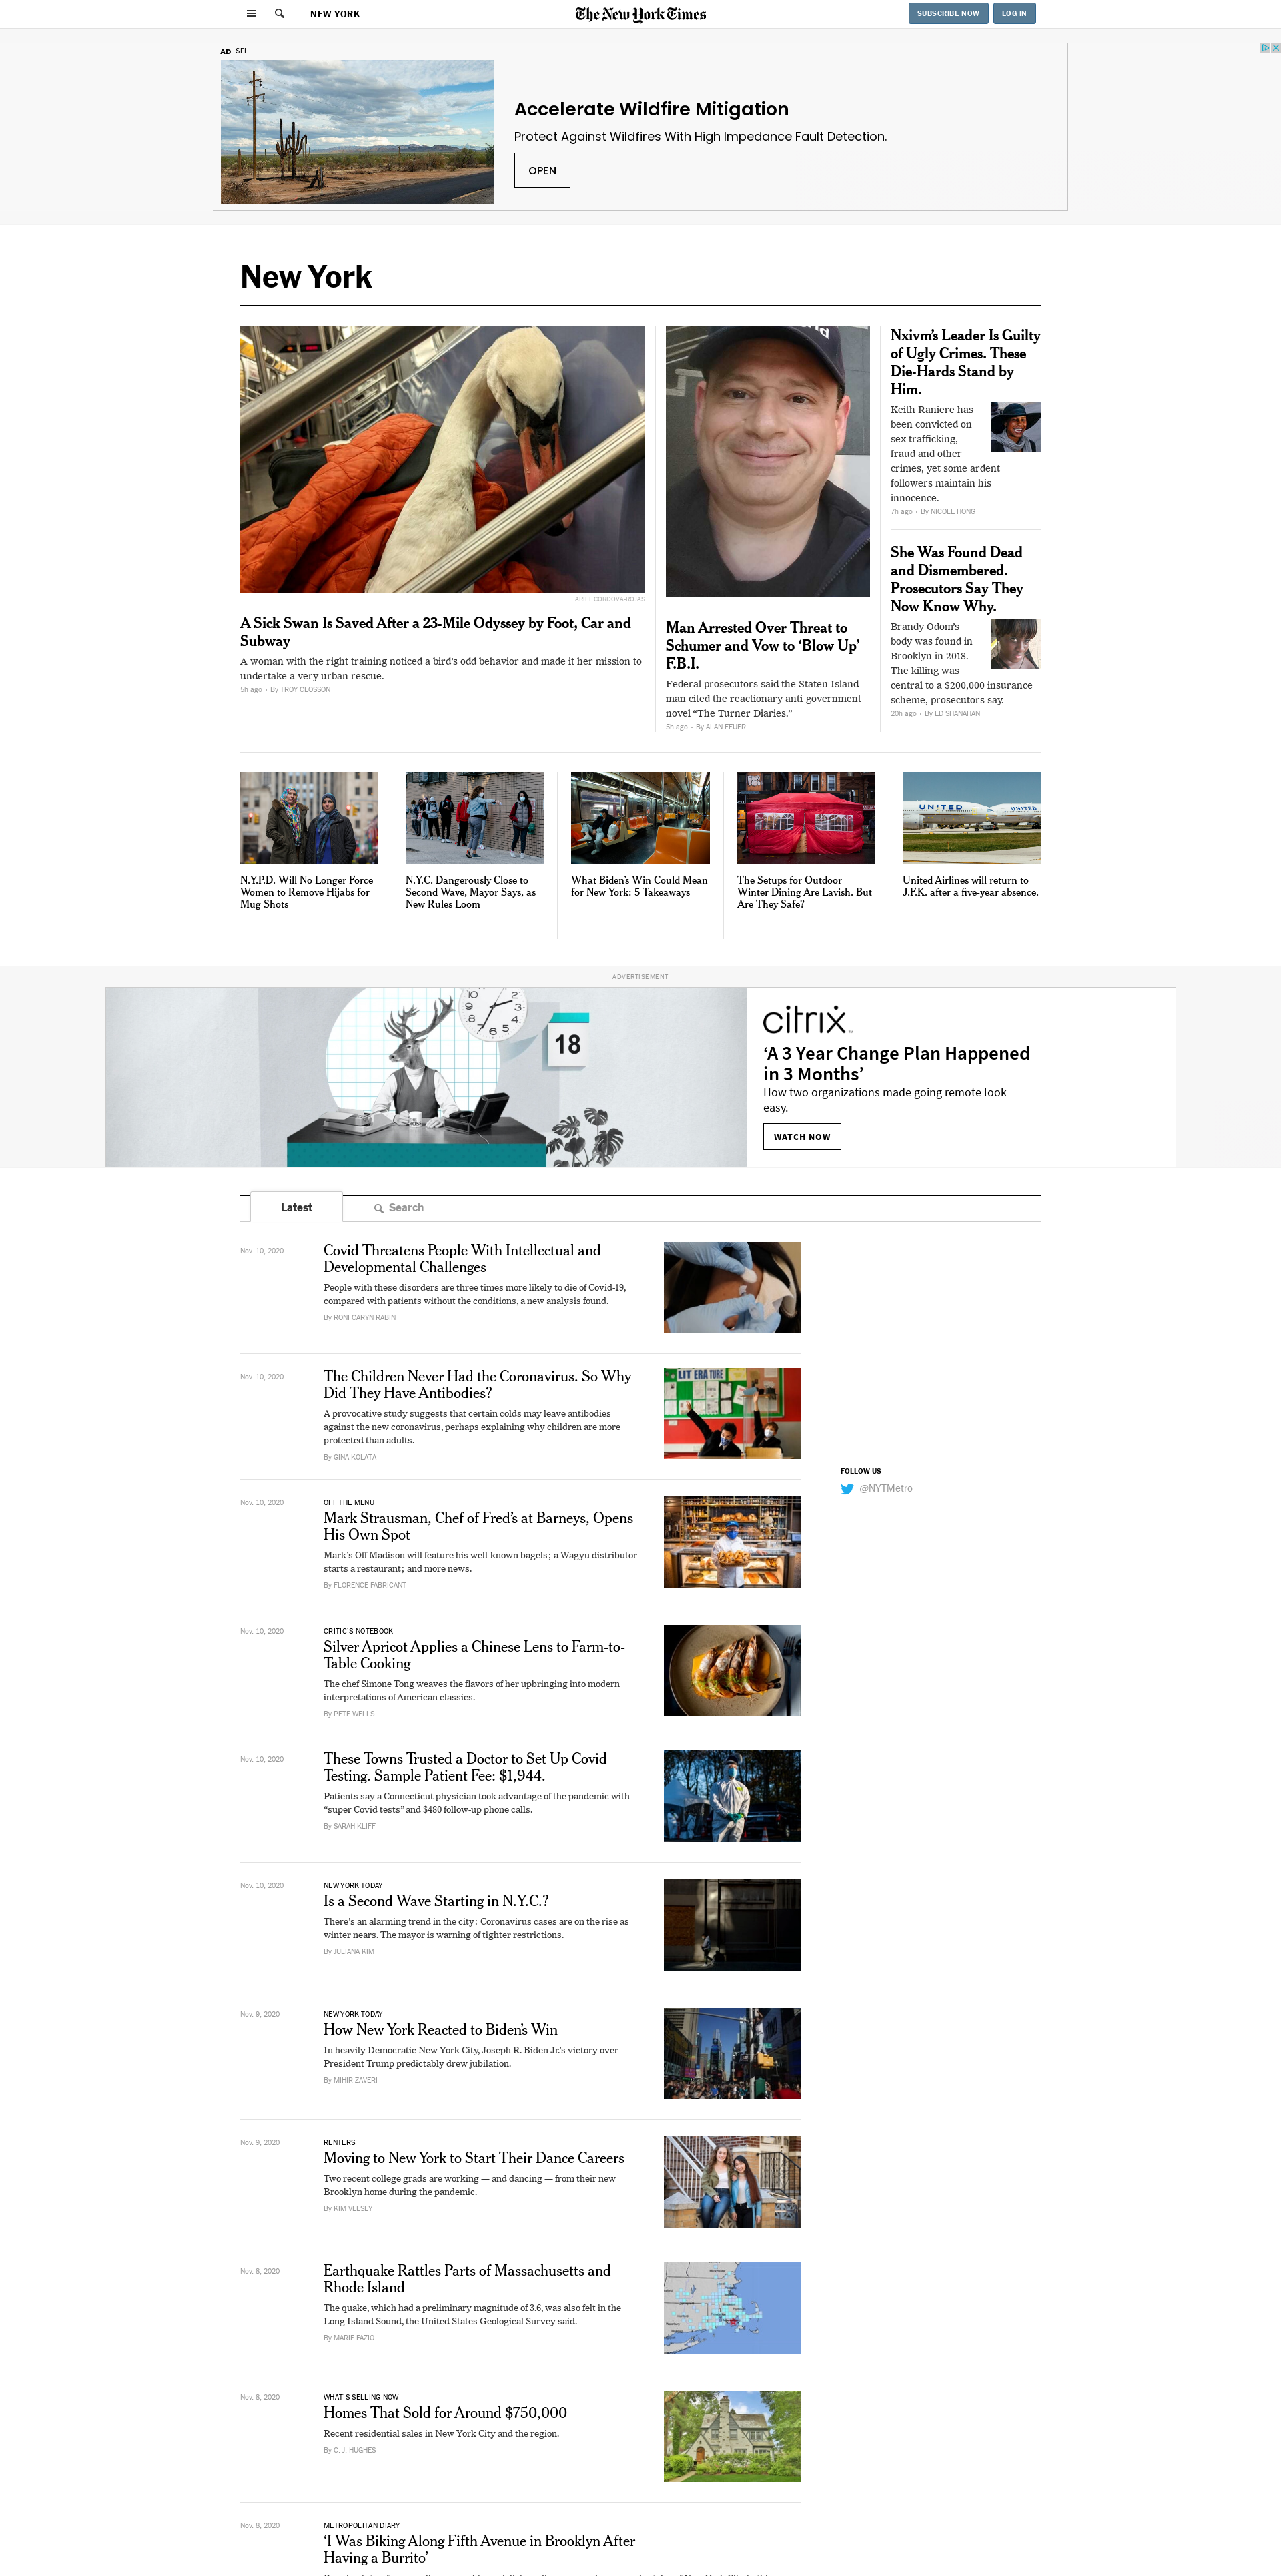 NEW YORK
The New York Times
SUBSCRIBE NOW
LOG IN
AD SEL
Accelerate Wildfire Mitigation
Protect Against Wildfires With High Impedance Fault Detection.
OPEN
New York
ARIEL CORDOVA-ROJAS
A Sick Swan Is Saved After a 23-Mile Odyssey by Foot, Car and
Subway
A woman with the right training noticed a bird's odd behavior and made it her mission to
undertake a very urban rescue.
5h ago - By TROY CLOSSON
Man Arrested Over Threat to
Schumer and Vow to ‘Blow Up’
F.B.I.
Federal prosecutors said the Staten Island
man cited the reactionary anti-government
novel “The Turner Diaries.”
5h ago - By ALAN FEUER
Nxivm’s Leader Is Guilty
of Ugly Crimes. These
Die-Hards Stand by
Him.
Keith Raniere has
been convicted on
sex trafficking,
fraud and other
crimes, yet some ardent
followers maintain his
innocence.
7h ago - By NICOLE HONG
She Was Found Dead
and Dismembered.
Prosecutors Say They
Now Know Why.
Brandy Odom’s
body was found in
Brooklyn in 2018.
The killing was
central to a $200,000 insurance
scheme, prosecutors say.
20h ago - By ED SHANAHAN
N.Y.P.D. Will No Longer Force
Women to Remove Hijabs for
Mug Shots
N.Y.C. Dangerously Close to
Second Wave, Mayor Says, as
New Rules Loom
What Biden’s Win Could Mean
for New York: 5 Takeaways
The Setups for Outdoor
Winter Dining Are Lavish. But
Are They Safe?
UNITED
UNITED
United Airlines will return to
J.F.K. after a five-year absence.
ADVERTISEMENT
18
citrix
‘A 3 Year Change Plan Happened
in 3 Months’
How two organizations made going remote look
easy.
WATCH NOW
Latest
Search
Nov. 10, 2020
Covid Threatens People With Intellectual and
Developmental Challenges
People with these disorders are three times more likely to die of Covid-19,
compared with patients without the conditions, a new analysis found.
By RONI CARYN RABIN
Nov. 10, 2020
The Children Never Had the Coronavirus. So Why
Did They Have Antibodies?
A provocative study suggests that certain colds may leave antibodies
against the new coronavirus, perhaps explaining why children are more
protected than adults.
By GINA KOLATA
LIT ERA TURE
FOLLOW US
@NYTMetro
Nov. 10, 2020
OFF THE MENU
Mark Strausman, Chef of Fred’s at Barneys, Opens
His Own Spot
Mark’s Off Madison will feature his well-known bagels; a Wagyu distributor
starts a restaurant; and more news.
By FLORENCE FABRICANT
Nov. 10, 2020
CRITIC’S NOTEBOOK
Silver Apricot Applies a Chinese Lens to Farm-to-
Table Cooking
The chef Simone Tong weaves the flavors of her upbringing into modern
interpretations of American classics.
By PETE WELLS
Nov. 10, 2020
These Towns Trusted a Doctor to Set Up Covid
Testing. Sample Patient Fee: $1,944.
Patients say a Connecticut physician took advantage of the pandemic with
“super Covid tests” and $480 follow-up phone calls.
By SARAH KLIFF
Nov. 10, 2020
NEW YORK TODAY
Is a Second Wave Starting in N.Y.C.?
There’s an alarming trend in the city: Coronavirus cases are on the rise as
winter nears. The mayor is warning of tighter restrictions.
By JULIANA KIM
Nov. 9, 2020
NEW YORK TODAY
How New York Reacted to Biden’s Win
In heavily Democratic New York City, Joseph R. Biden Jr.’s victory over
President Trump predictably drew jubilation.
By MIHIR ZAVERI
Nov. 9, 2020
RENTERS
Moving to New York to Start Their Dance Careers
Two recent college grads are working — and dancing — from their new
Brooklyn home during the pandemic.
By KIM VELSEY
Nov. 8, 2020
Earthquake Rattles Parts of Massachusetts and
Rhode Island
The quake, which had a preliminary magnitude of 3.6, was also felt in the
Long Island Sound, the United States Geological Survey said.
By MARIE FAZIO
Nov. 8, 2020
WHAT’S SELLING NOW
Homes That Sold for Around $750,000
Recent residential sales in New York City and the region.
By C. J. HUGHES
Nov. 8, 2020
METROPOLITAN DIARY
‘I Was Biking Along Fifth Avenue in Brooklyn After
Having a Burrito’